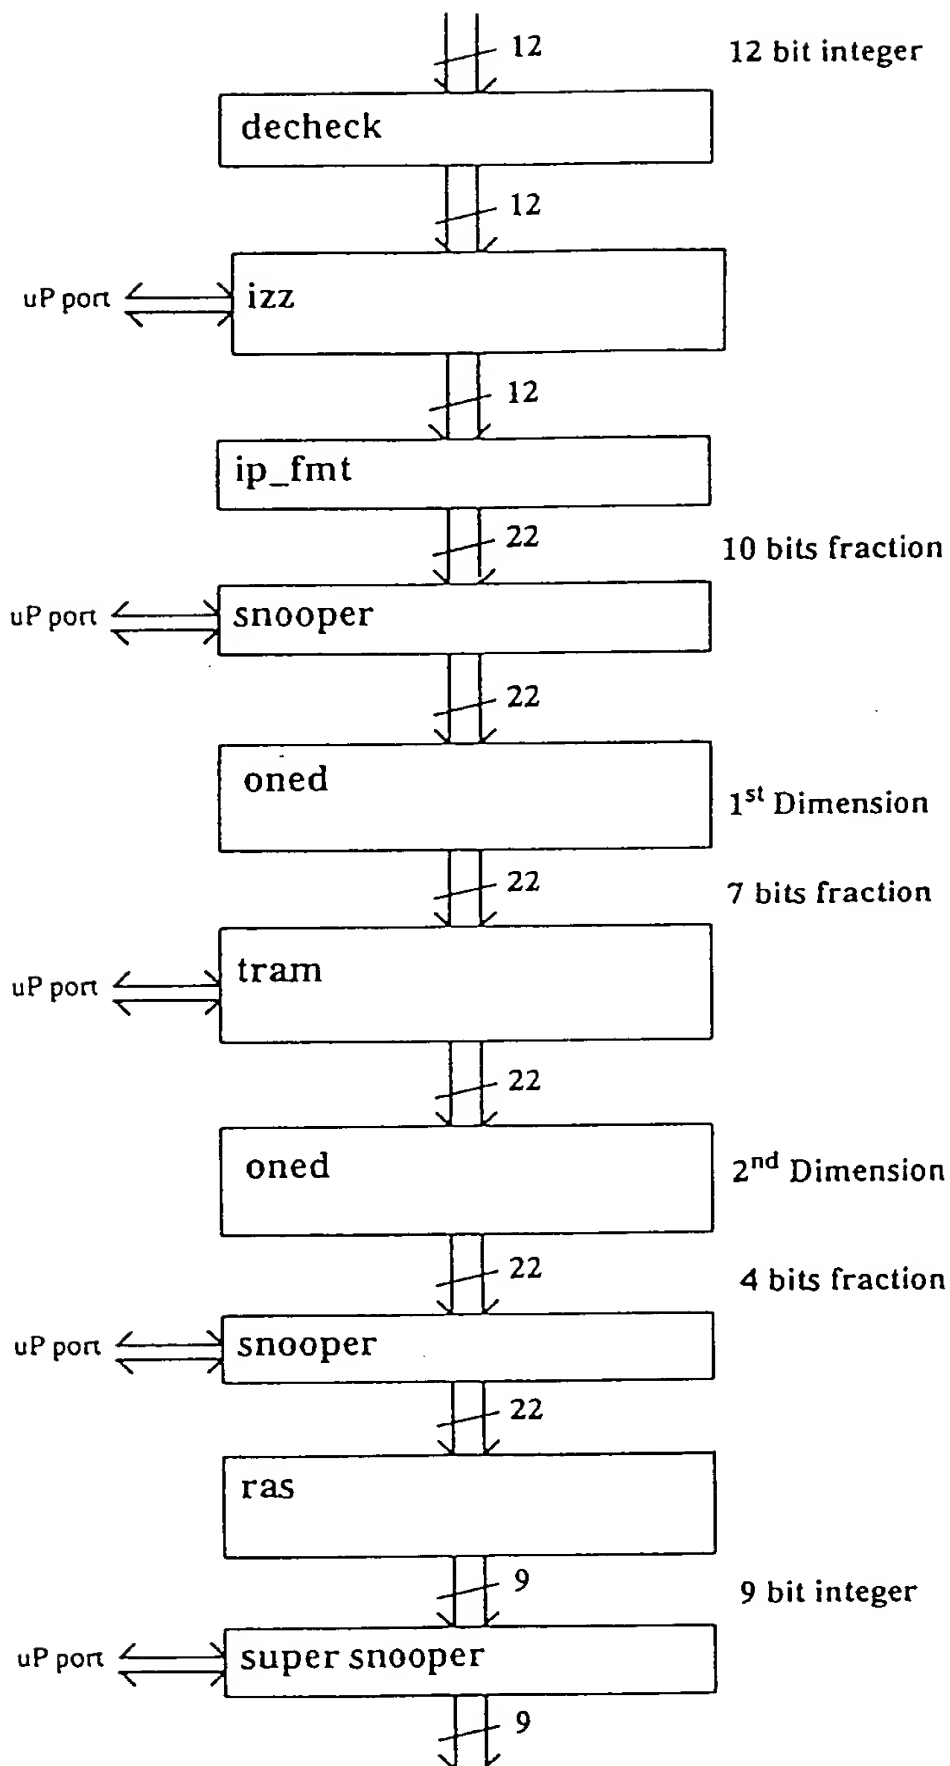 12 12 bit integer
decheck
12
uP port izz
12
ip_fmt
22 10 bits fraction
uP port snooper
22
oned
1st Dimension
22 7 bits fraction
uP port tram
22
oned 2nd Dimension
22 4 bits fraction
uP port snooper
22
ras
9 9 bit integer
uP port super snooper
9